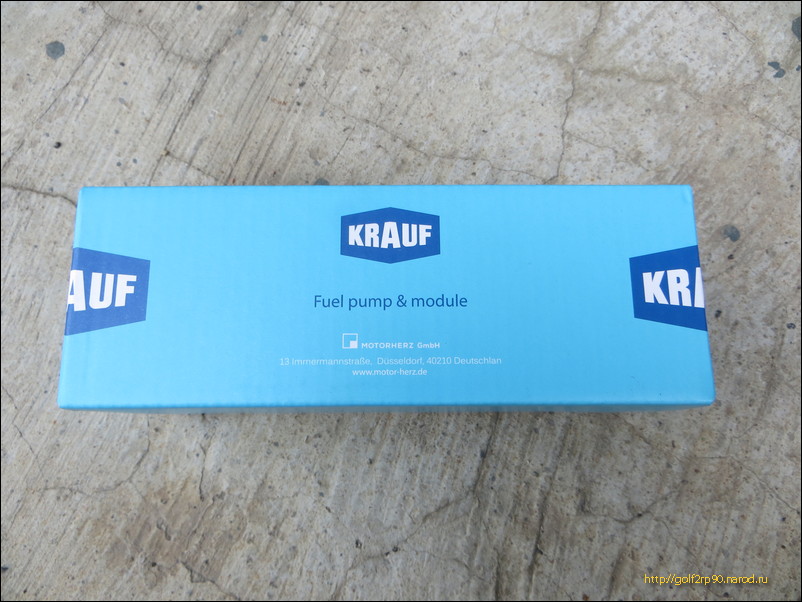 KRAUF
AUF
KRA
Fuel pump & module
MOTORHERZ GmbH
13 Immermannstraße, Düsseldorf, 40210 Deutschlan
www.motor-herz.de
http://golf2rp90.narod.ru